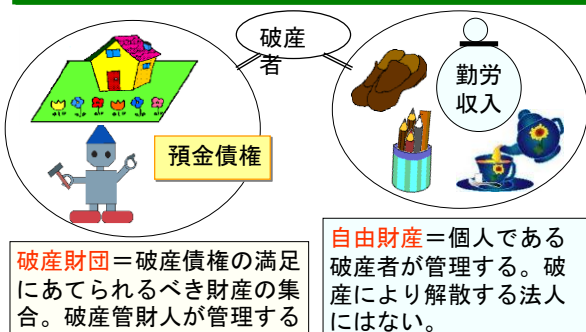 破産
者
勤労
収入
預金債権
破産財団＝破産債権の満足
にあてられるべき財産の集
合。破産管財人が管理する
自由財産＝個人である
破産者が管理する。破
産により解散する法人
にはない。